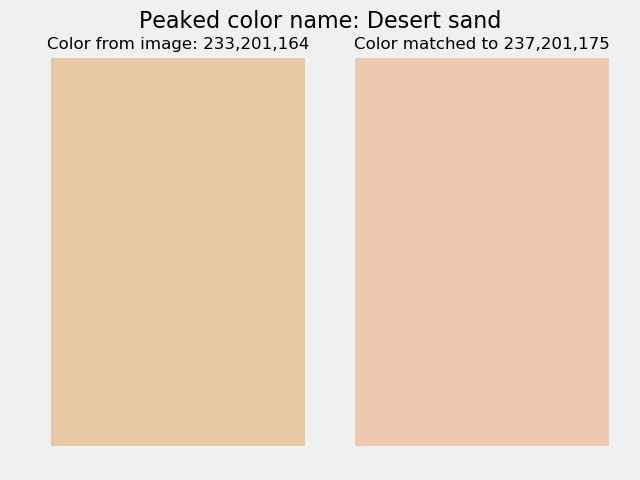 Peaked color name: Desert sand
Color from image: 233,201,164
Color matched to 237,201,175